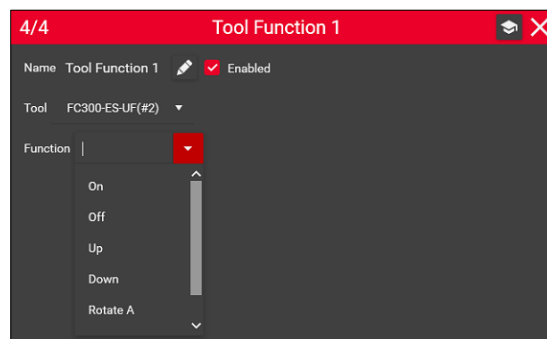 4/4 Tool Function 1
Name Tool Function 1 Enabled
Tool FC300-ES-UF(#2)
Function
On
Off
Up
Down
Rotate A